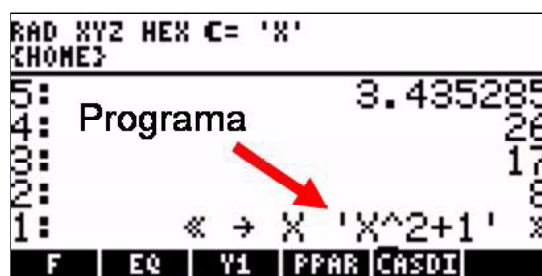 RAD XYZ HEX C= 'X'
{HOME}
5: 3.435285
4: 26
Programa
3: 17
2: 8
1: « → X 'X^2+1' »
F EQ Y1 PPAR CASDI